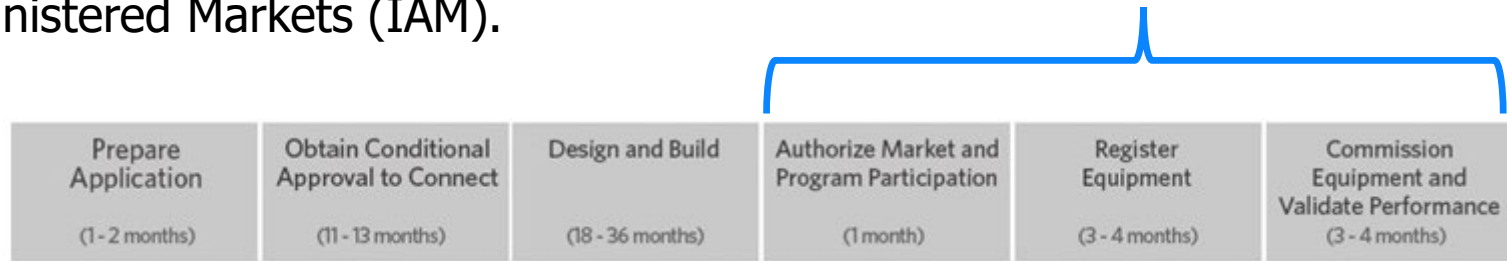 nistered Markets (IAM).
Prepare
Application
(1 - 2 months)
Obtain Conditional
Approval to Connect
(11 - 13 months)
Design and Build
(18 - 36 months)
Authorize Market and
Program Participation
(1 month)
Register
Equipment
(3 - 4 months)
Commission
Equipment and
Validate Performance
(3 - 4 months)